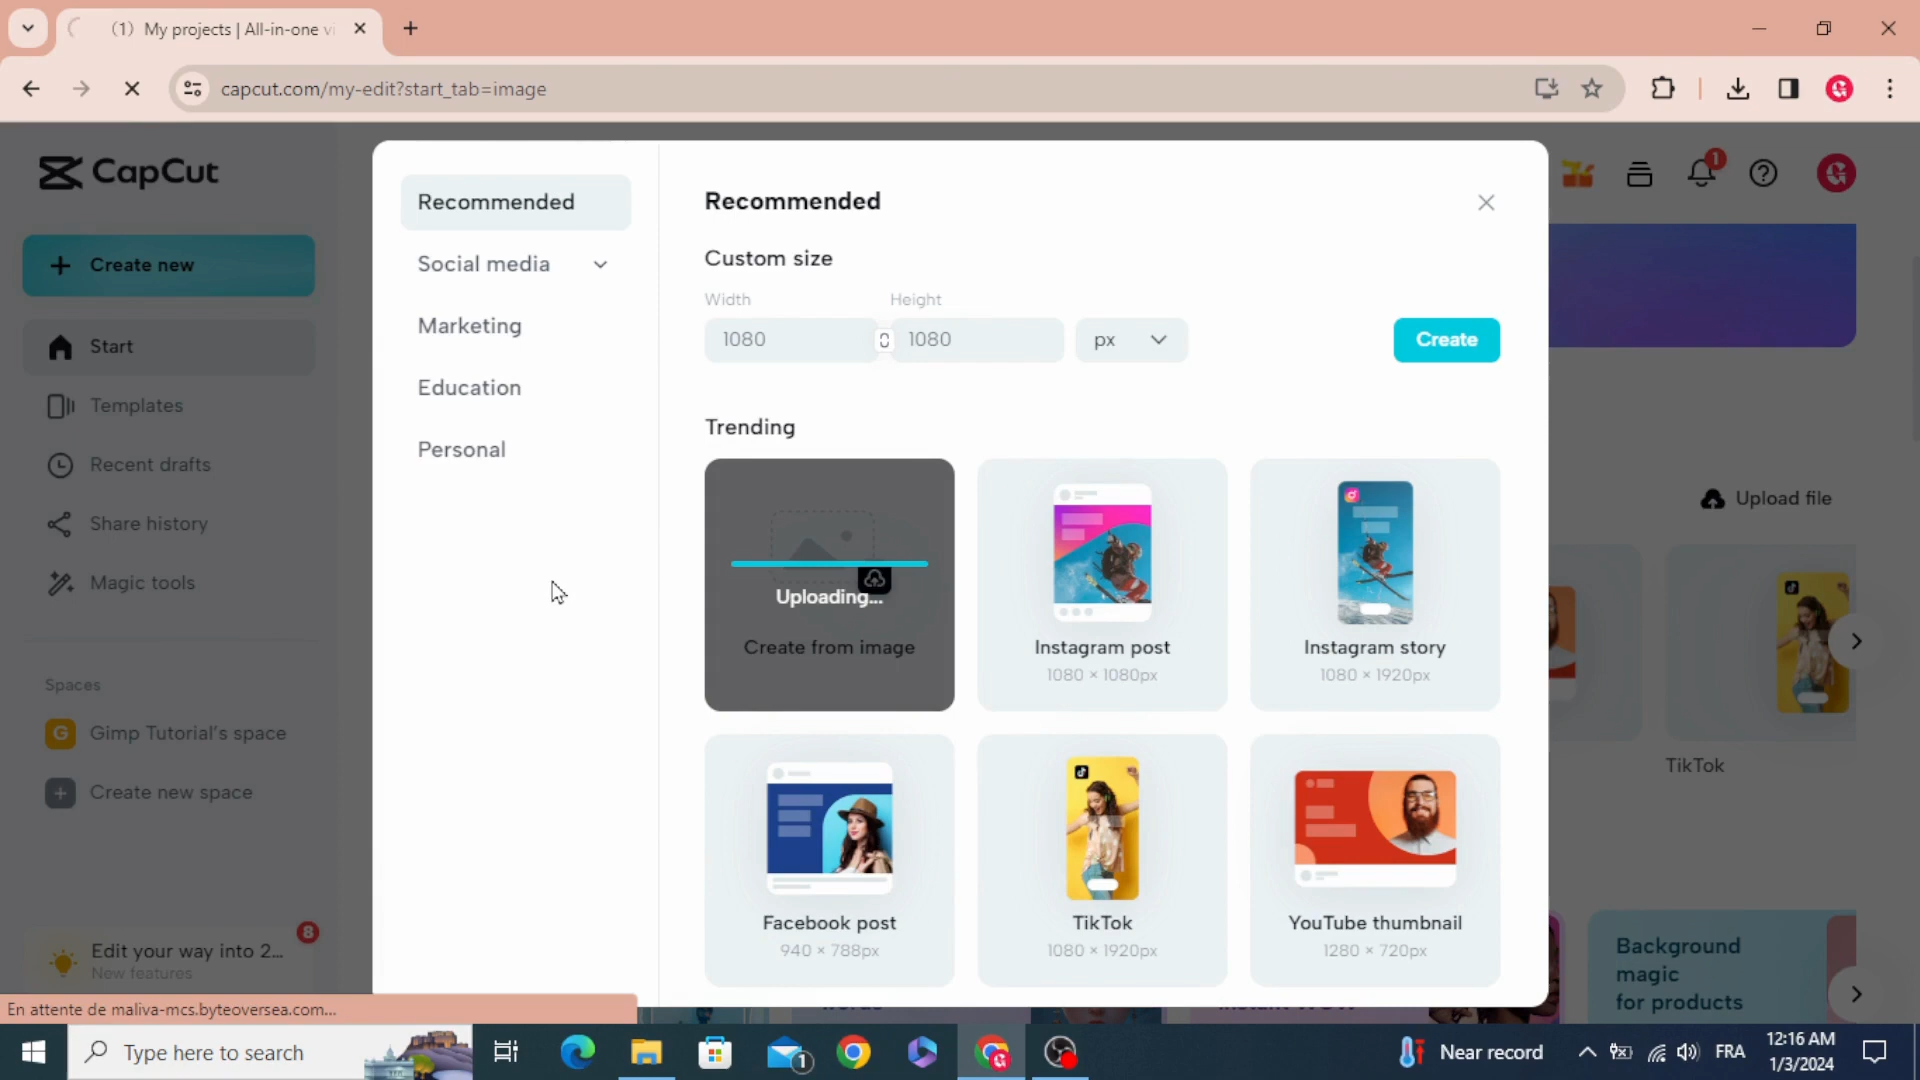 (1) My projects | All-in-one vi
capcut.com/my-edit?start_tab=image
CapCut
Create new
Start
Templates
Recent drafts
Share history
Magic tools
Spaces
G Gimp Tutorial's space
Create new space
Edit your way into 2... 8
New features
En attente de maliva-mcs.byteoversea.com...
Recommended
Social media
Marketing
Education
Personal
Recommended
Custom size
Width Height
1080 1080 px
Create
Trending
Uploading...
Create from image
Instagram post
1080 × 1080px
Instagram story
1080 × 1920px
Facebook post
940 × 788px
TikTok
1080 × 1920px
YouTube thumbnail
1280 × 720px
1
Upload file
TikTok
Background
magic
for products
Type here to search
1
Near record
FRA
12:16 AM
1/3/2024